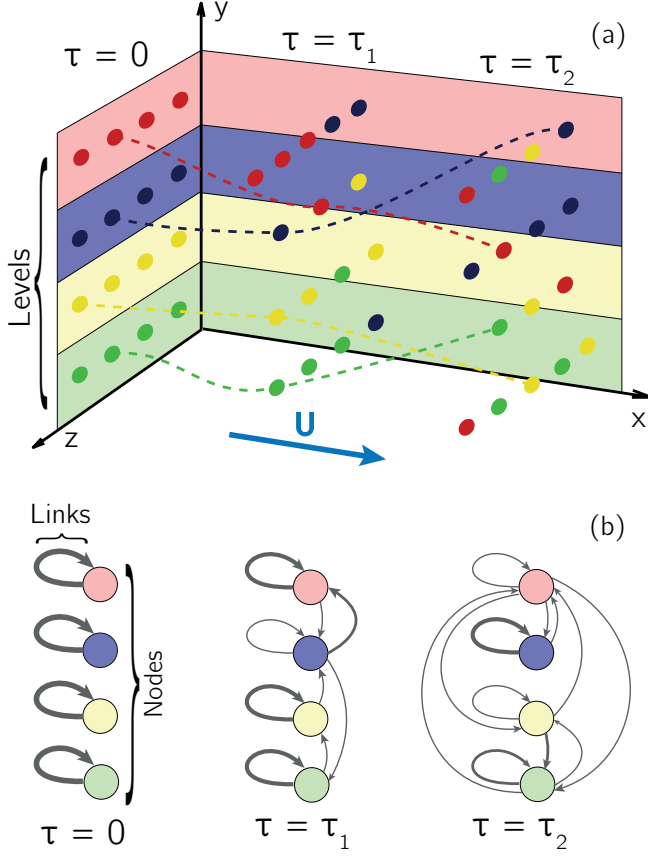 y
(a)
τ = 0
τ = τ₁
τ = τ₂
Levels
z
x
U
(b)
Links
Nodes
τ = 0
τ = τ₁
τ = τ₂